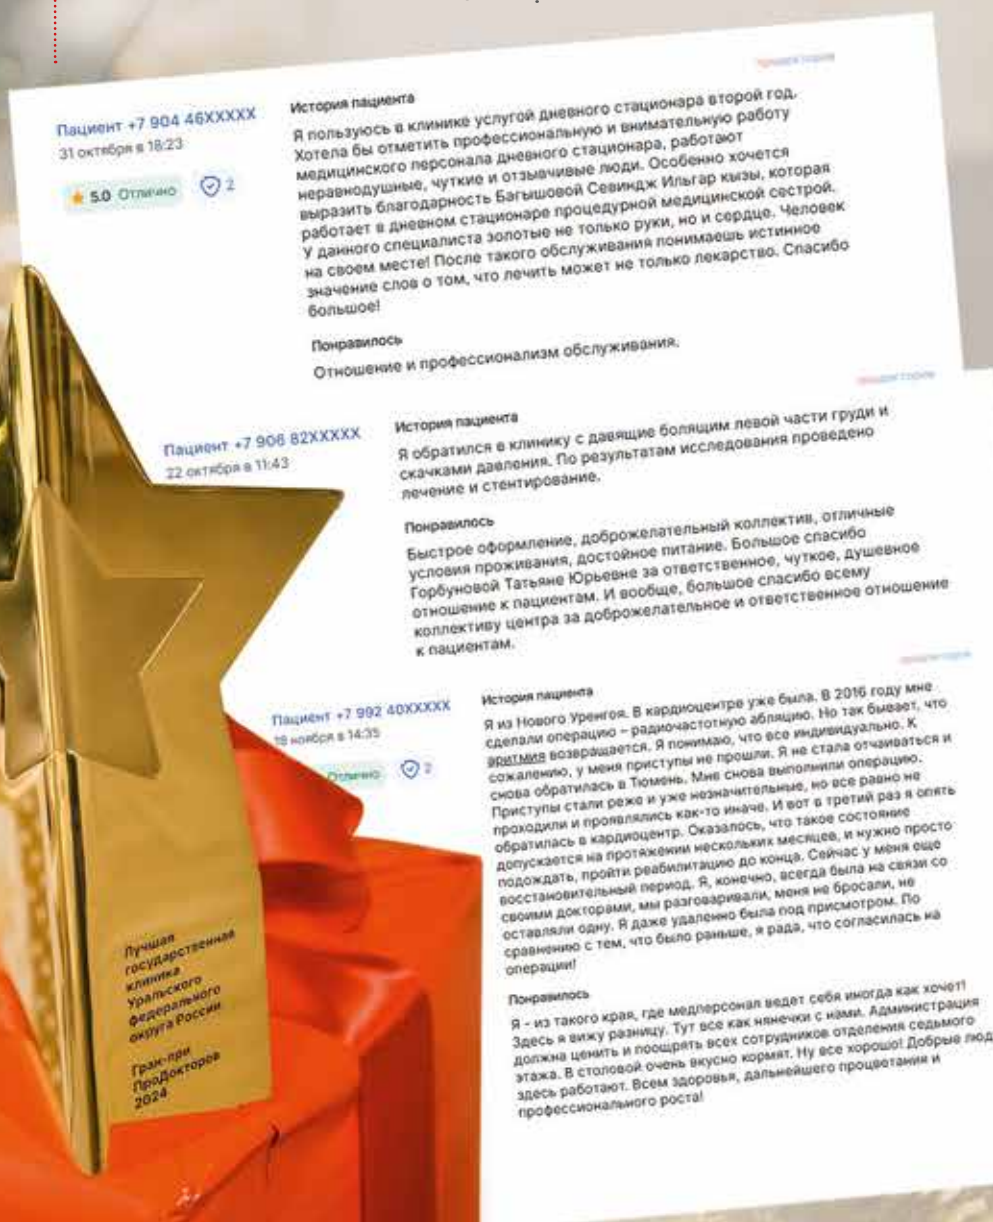 Пациент +7 904 46XXXXX
31 октября в 18:23
5.0 Отлично
2
История пациента
Я пользуюсь в клинике услугой дневного стационара второй год.
Хотела бы отметить профессиональную и внимательную работу
медицинского персонала дневного стационара, работают
неравнодушные, чуткие и отзывчивые люди. Особенно хочется
выразить благодарность Багышовой Севиндж Ильгар кызы, которая
работает в дневном стационаре процедурной медицинской сестрой.
У данного специалиста золотые не только руки, но и сердце. Человек
на своем месте! После такого обслуживания понимаешь истинное
значение слов о том, что лечить может не только лекарство. Спасибо
большое!
Понравилось
Отношение и профессионализм обслуживания.
Пациент +7 906 82XXXXX
22 октября в 11:43
История пациента
Я обратился в клинику с давящие болящим левой части груди и
скачками давления. По результатам исследования проведено
лечение и стентирование.
Понравилось
Быстрое оформление, доброжелательный коллектив, отличные
условия проживания, достойное питание. Большое спасибо
Горбуновой Татьяне Юрьевне за ответственное, чуткое, душевное
отношение к пациентам. И вообще, большое спасибо всему
коллективу центра за доброжелательное и ответственное отношение
к пациентам.
Пациент +7 992 40XXXXX
18 ноября в 14:35
Отлично
2
История пациента
Я из Нового Уренгоя. В кардиоцентре уже была. В 2016 году мне
сделали операцию – радиочастотную абляцию. Но так бывает, что
аритмия возвращается. Я понимаю, что все индивидуально. К
сожалению, у меня приступы не прошли. Я не стала отчаиваться и
снова обратилась в Тюмень. Мне снова выполнили операцию.
Приступы стали реже и уже незначительные, но все равно не
проходили и проявлялись как-то иначе. И вот в третий раз я опять
обратилась в кардиоцентр. Оказалось, что такое состояние
допускается на протяжении нескольких месяцев, и нужно просто
подождать, пройти реабилитацию до конца. Сейчас у меня еще
восстановительный период. Я, конечно, всегда была на связи со
своими докторами, мы разговаривали, меня не бросали, не
оставляли одну. Я даже удаленно была под присмотром. По
сравнению с тем, что было раньше, я рада, что согласилась на
операции!
Понравилось
Я - из такого края, где медперсонал ведет себя иногда как хочет!
Здесь я вижу разницу. Тут все как нянечки с нами. Администрация
должна ценить и поощрять всех сотрудников отделения седьмого
этажа. В столовой очень вкусно кормят. Ну все хорошо! Добрые люд
здесь работают. Всем здоровья, дальнейшего процветания и
профессионального роста!
Лучшая
государственная
клиника
Уральского
федерального
округа России
Гран-при
ПроДокторов
2024